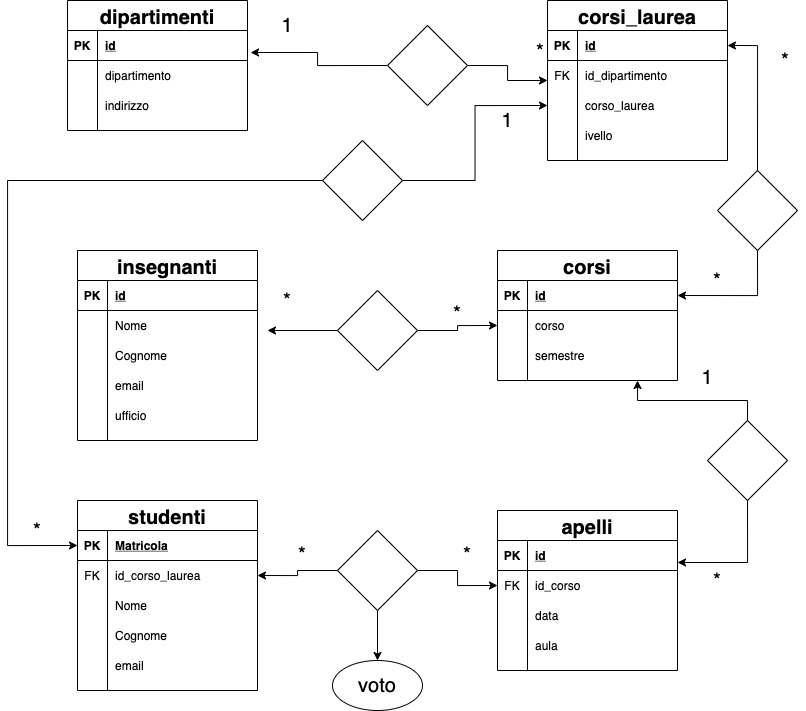 dipartimenti
PK id
dipartimento
indirizzo
1
*
corsi_laurea
PK id
FK id_dipartimento
corso_laurea
ivello
*
1
insegnanti
PK id
Nome
Cognome
email
ufficio
*
*
corsi
PK id
corso
semestre
*
1
studenti
PK Matricola
FK id_corso_laurea
Nome
Cognome
email
*
*
*
apelli
PK id
FK id_corso
data
aula
*
voto